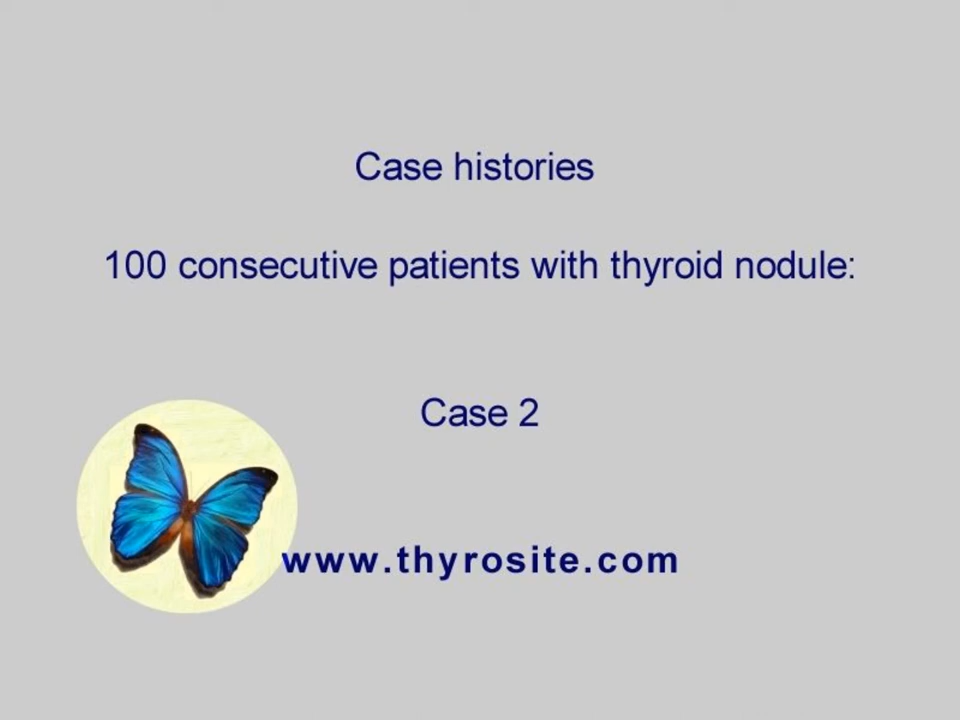 Case histories
100 consecutive patients with thyroid nodule:
Case 2
www.thyrosite.com